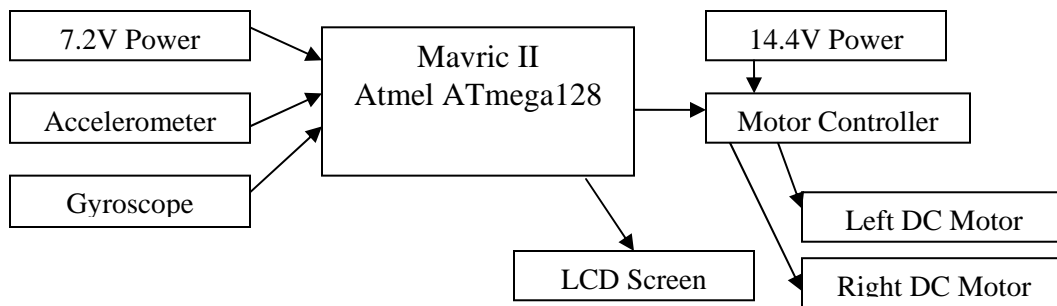 7.2V Power
Accelerometer
Gyroscope
Mavric II
Atmel ATmega128
14.4V Power
Motor Controller
Left DC Motor
Right DC Motor
LCD Screen